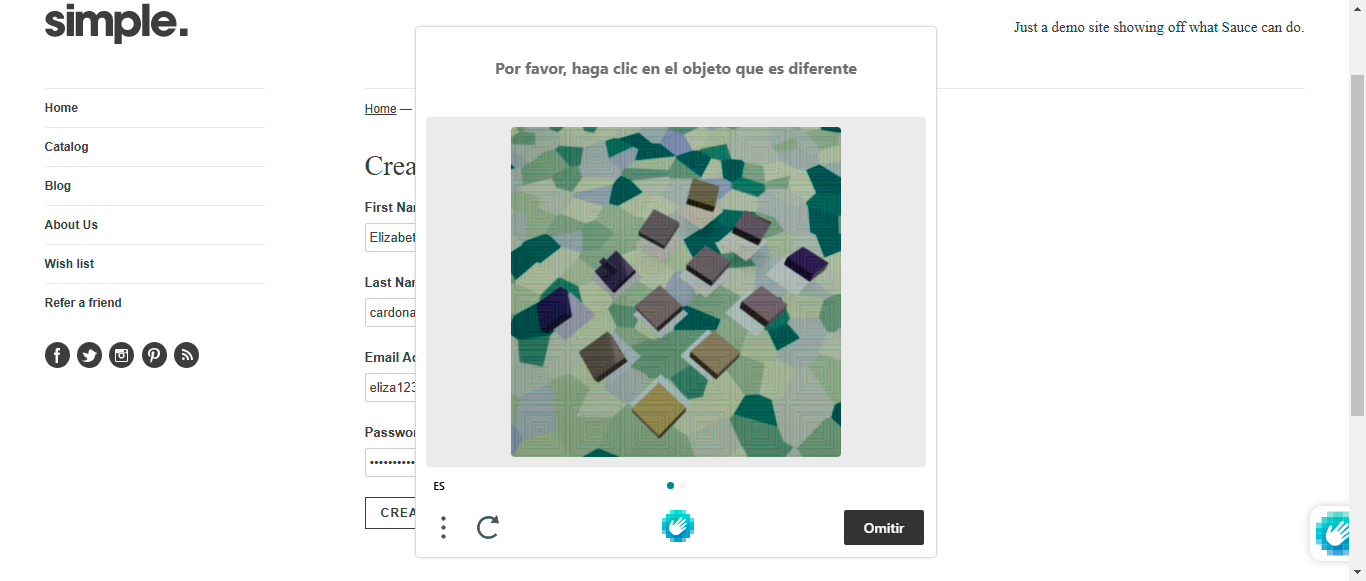 simple.
Just a demo site showing off what Sauce can do.
Home
Catalog
Blog
About Us
Wish list
Refer a friend
Home —
Crea
First Nar
Elizabet
Last Nar
cardona
Email Ad
eliza123
Passwor
CREA
Por favor, haga clic en el objeto que es diferente
ES
Omitir